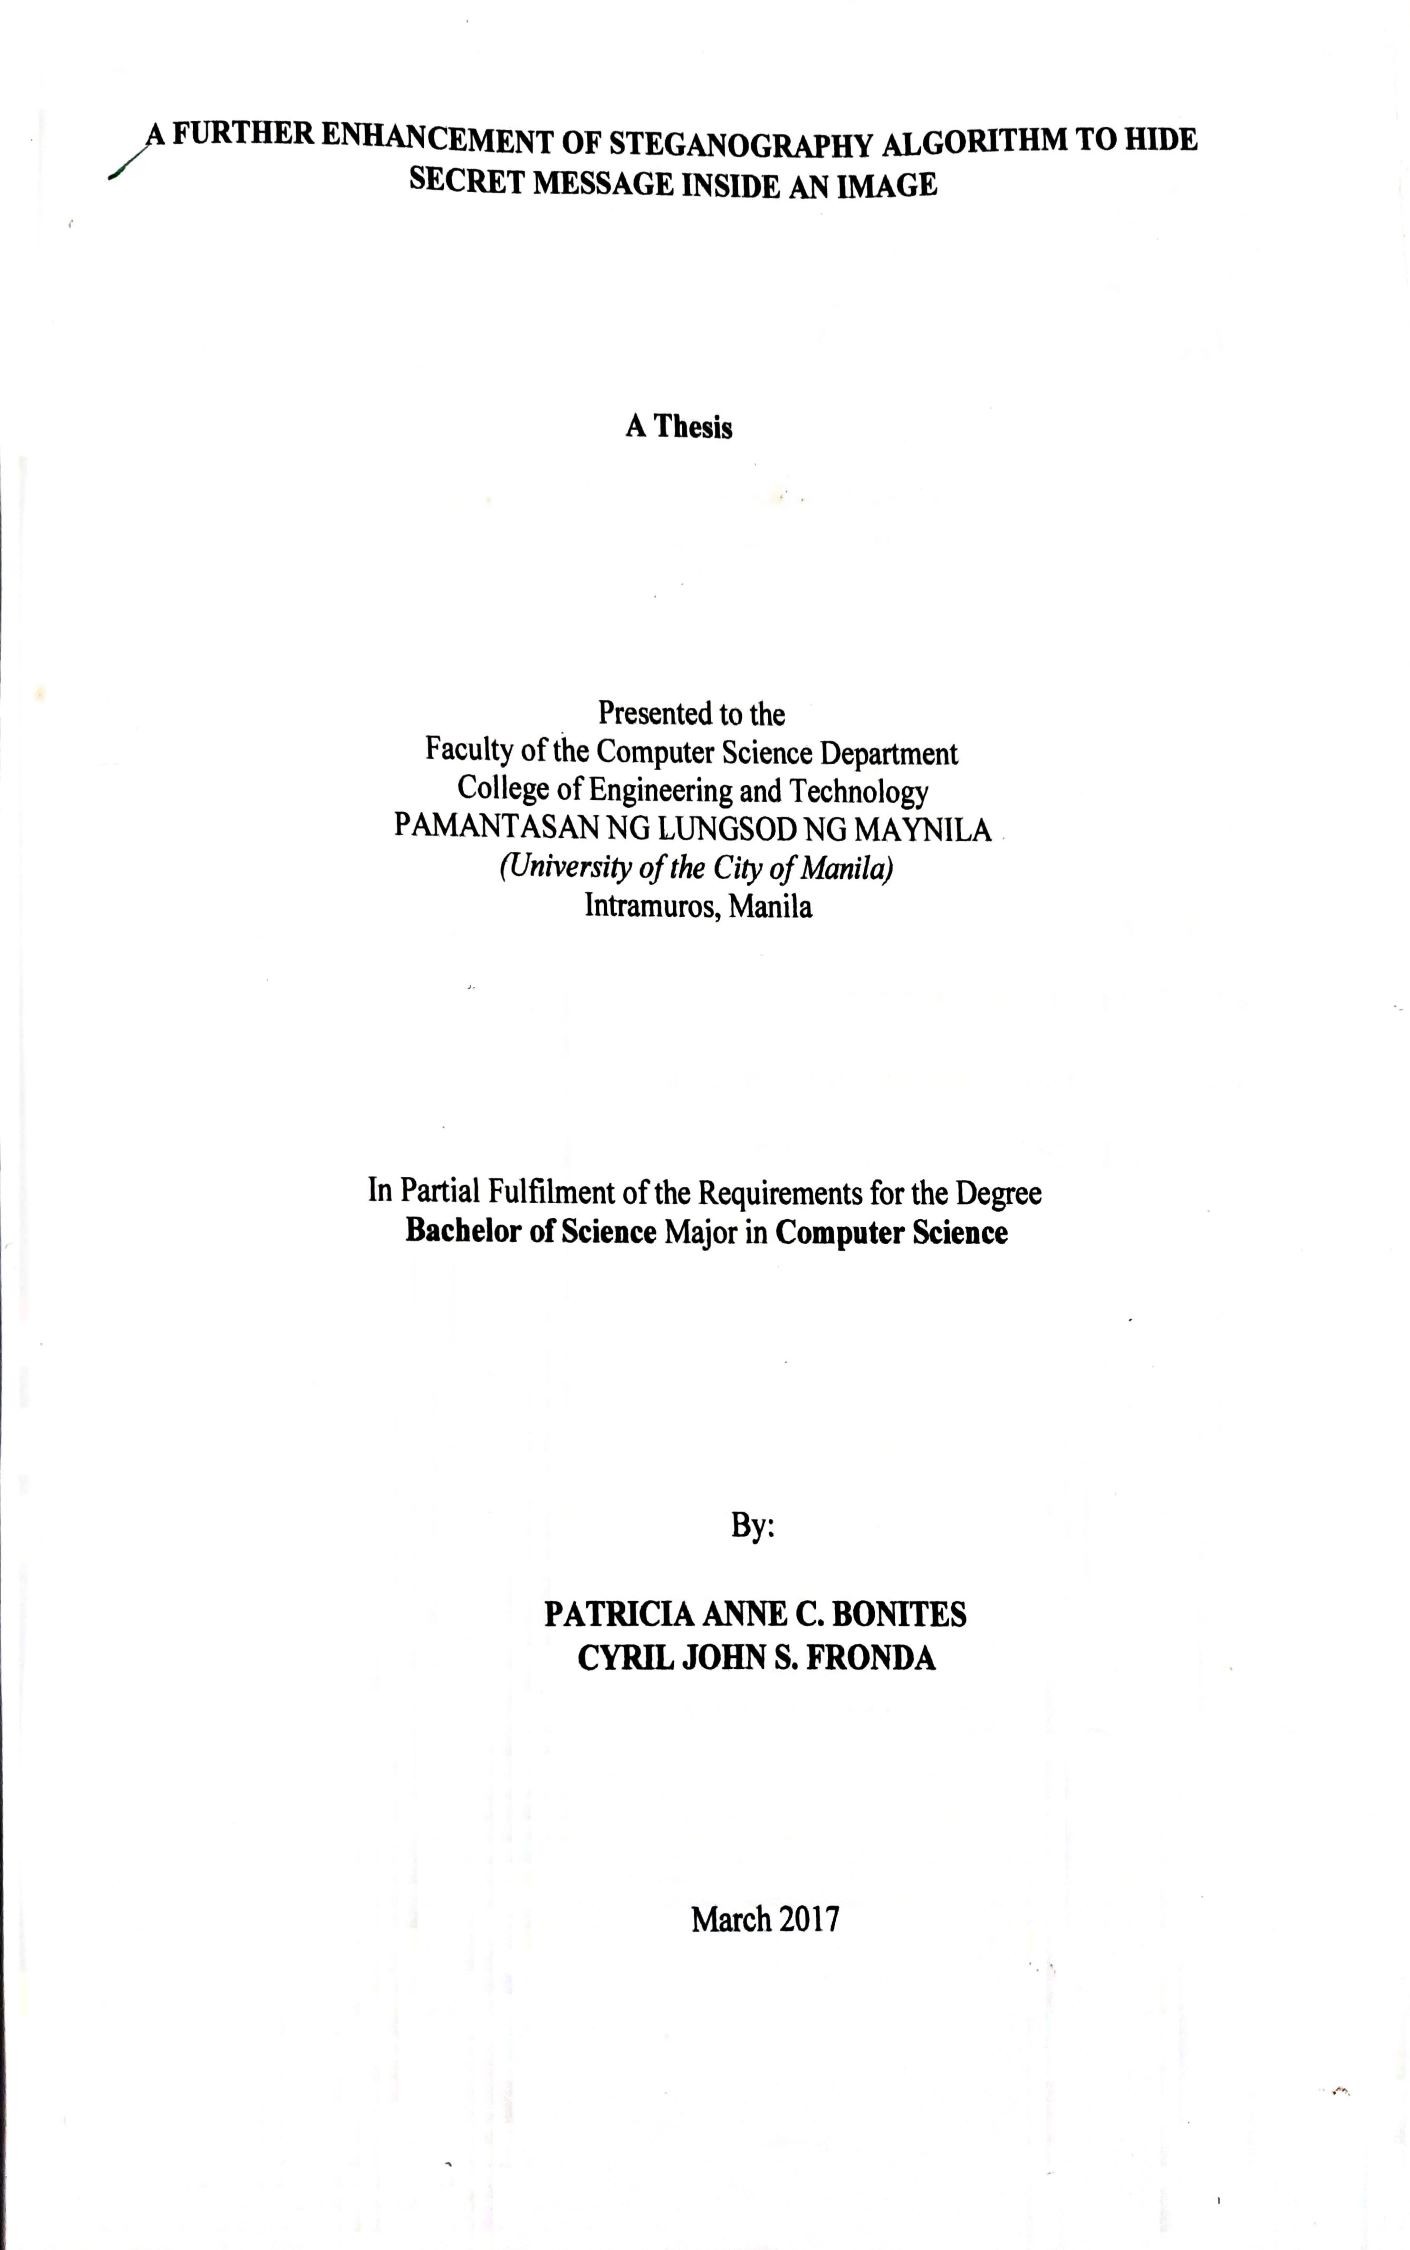 A FURTHER ENHANCEMENT OF STEGANOGRAPHY ALGORITHM TO HIDE
SECRET MESSAGE INSIDE AN IMAGE
A Thesis
Presented to the
Faculty of the Computer Science Department
College of Engineering and Technology
PAMANTASAN NG LUNGSOD NG MAYNILA
(University of the City of Manila)
Intramuros, Manila
In Partial Fulfilment of the Requirements for the Degree
Bachelor of Science Major in Computer Science
By:
PATRICIA ANNE C. BONITES
CYRIL JOHN S. FRONDA
March 2017